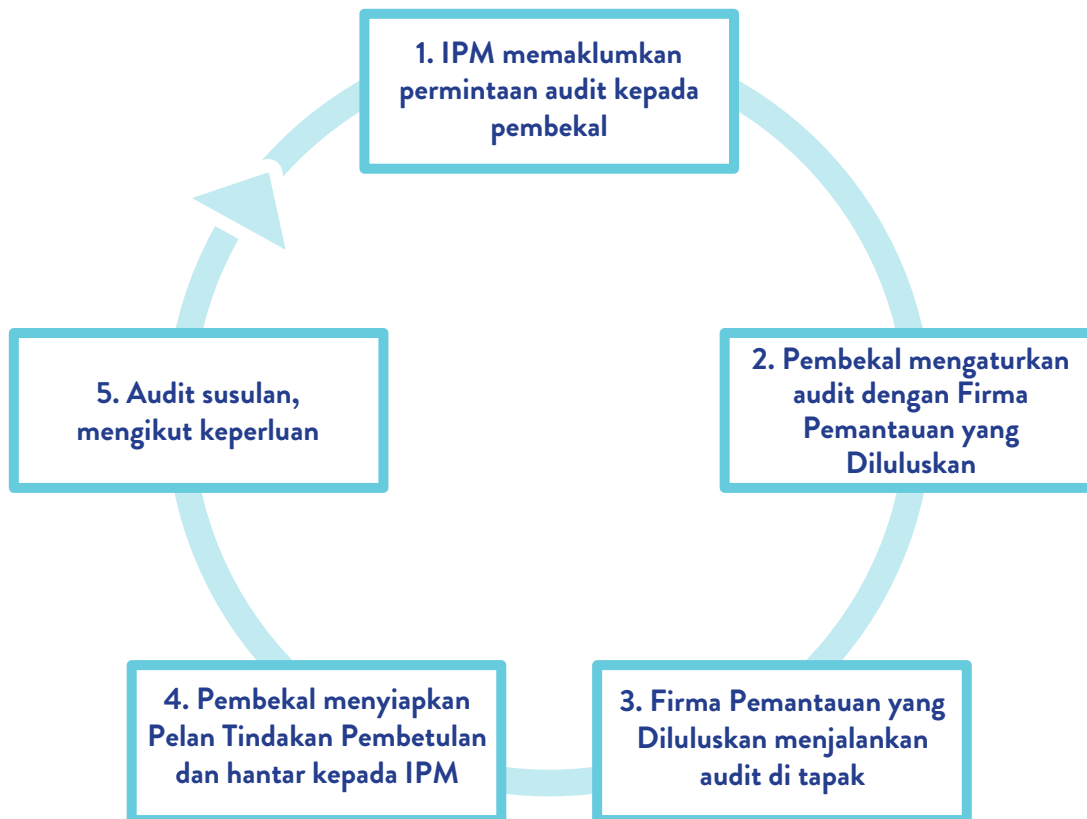 1. IPM memaklumkan
permintaan audit kepada
pembekal
2. Pembekal mengaturkan
audit dengan Firma
Pemantauan yang
Diluluskan
3. Firma Pemantauan yang
Diluluskan menjalankan
audit di tapak
4. Pembekal menyiapkan
Pelan Tindakan Pembetulan
dan hantar kepada IPM
5. Audit susulan,
mengikut keperluan